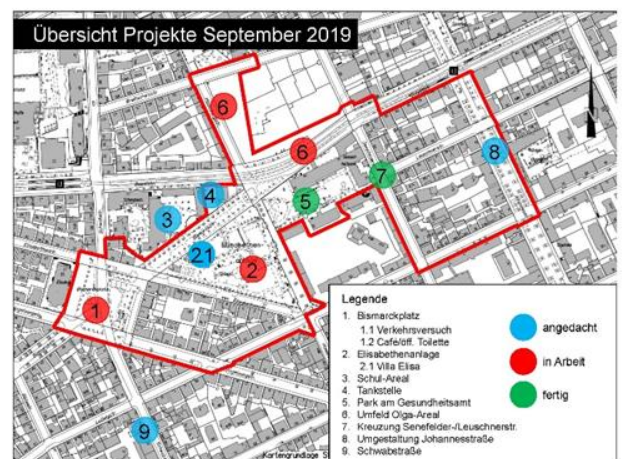 Übersicht Projekte September 2019
6
6
7
8
5
4
3
21
2
1
9
Legende
1. Bismarckplatz
1.1 Verkehrsversuch
1.2 Café/öff. Toilette
2. Elisabethenanlage
2.1 Villa Elisa
3. Schul-Areal
4. Tankstelle
5. Park am Gesundheitsamt
6. Umfeld Olga-Areal
7. Kreuzung Senefelder-/Leuschnerstr.
8. Umgestaltung Johannesstraße
9. Schwabstraße
angedacht
in Arbeit
fertig
Kartengrundlage S